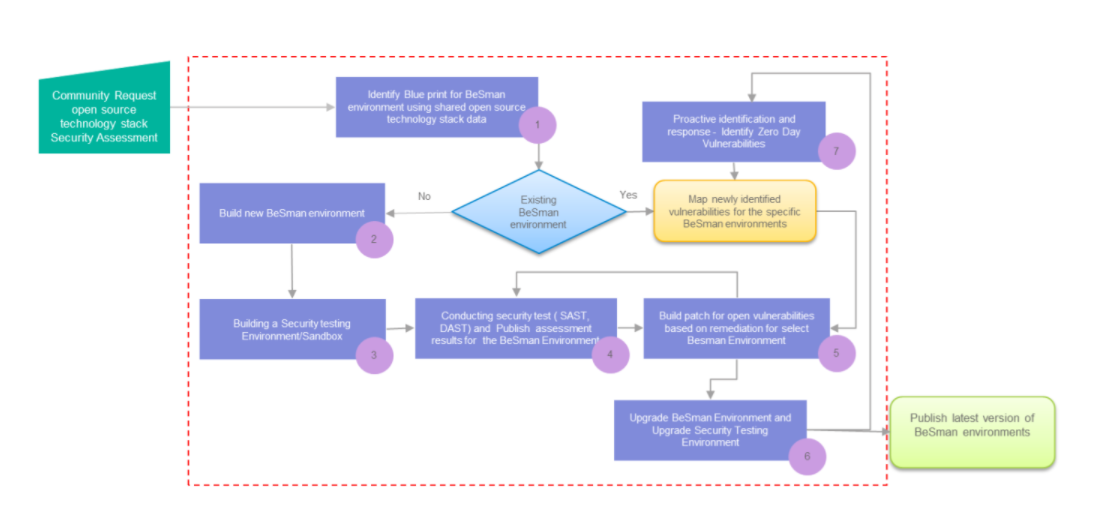 Community Request
open source
technology stack
Security Assessment
Identify Blue print for BeSman
environment using shared open source
technology stack data
1
Proactive identification and
response - Identify Zero Day
Vulnerabilities
7
No
Existing
BeSman
environment
Yes
Map newly identified
vulnerabilities for the specific
BeSman environments
Build new BeSman environment
2
Building a Security testing
Environment/Sandbox
3
Conducting security test ( SAST,
DAST) and Publish assessment
results for the BeSman Environment
4
Build patch for open vulnerabilities
based on remediation for select
Besman Environment
5
Upgrade BeSman Environment and
Upgrade Security Testing
Environment
6
Publish latest version of
BeSman environments